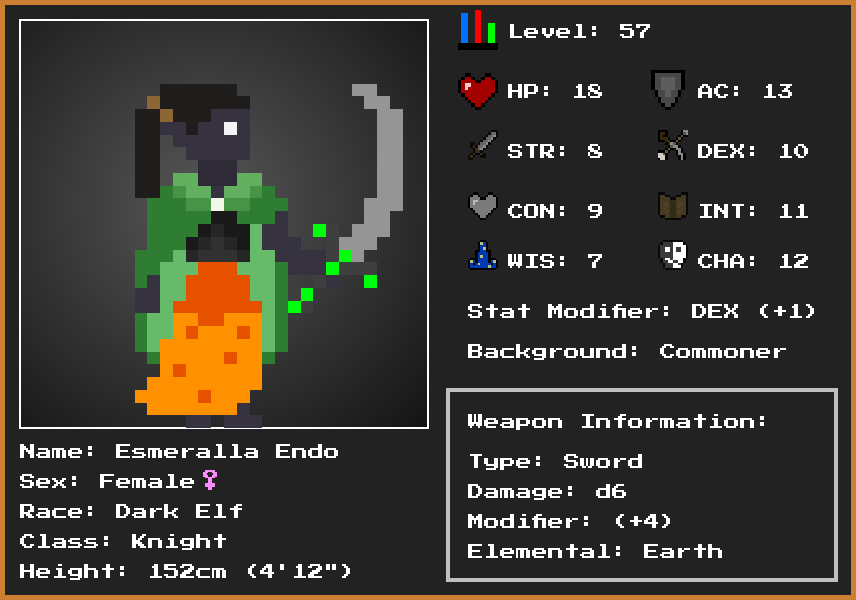 Level: 57
HP: 18
AC: 13
STR: 8
DEX: 10
CON: 9
INT: 11
WIS: 7
CHA: 12
Stat Modifier: DEX (+1)
Background: Commoner
Weapon Information:
Type: Sword
Damage: d6
Modifier: (+4)
Elemental: Earth
Name: Esmeralla Endo
Sex: Female♀
Race: Dark Elf
Class: Knight
Height: 152cm (4'12")